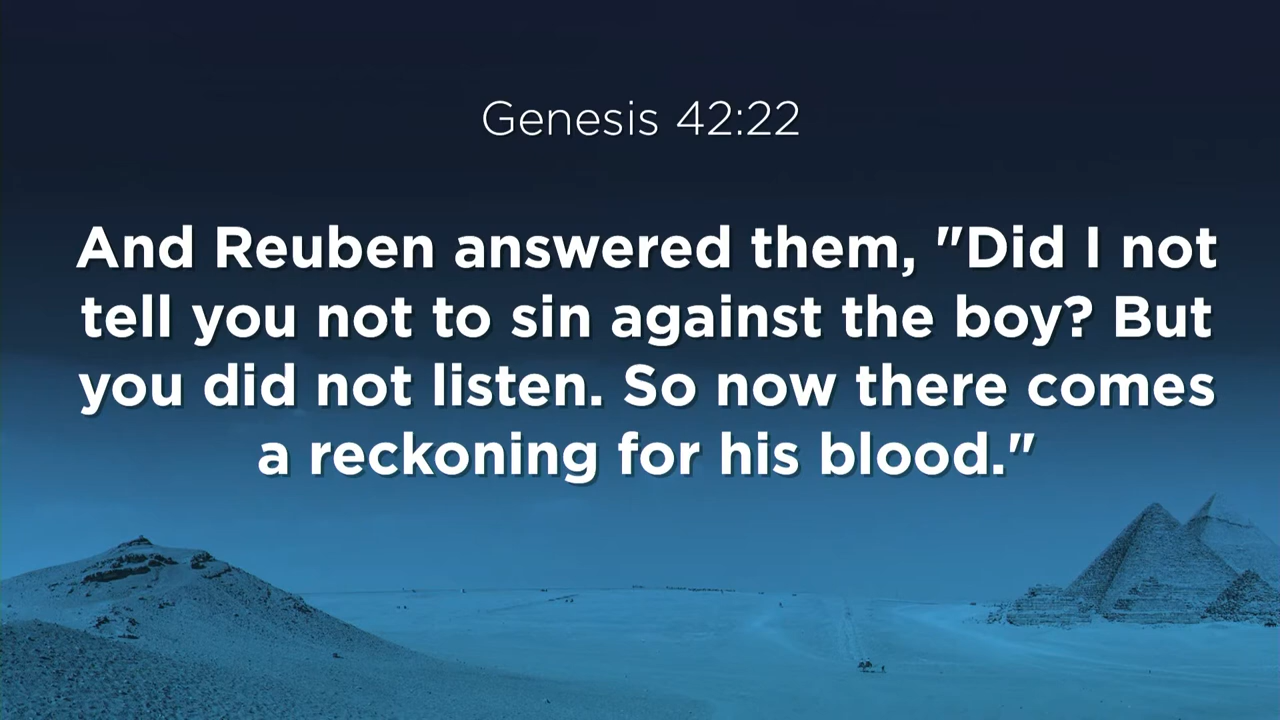 Genesis 42:22
And Reuben answered them, "Did I not
tell you not to sin against the boy? But
you did not listen. So now there comes
a reckoning for his blood."